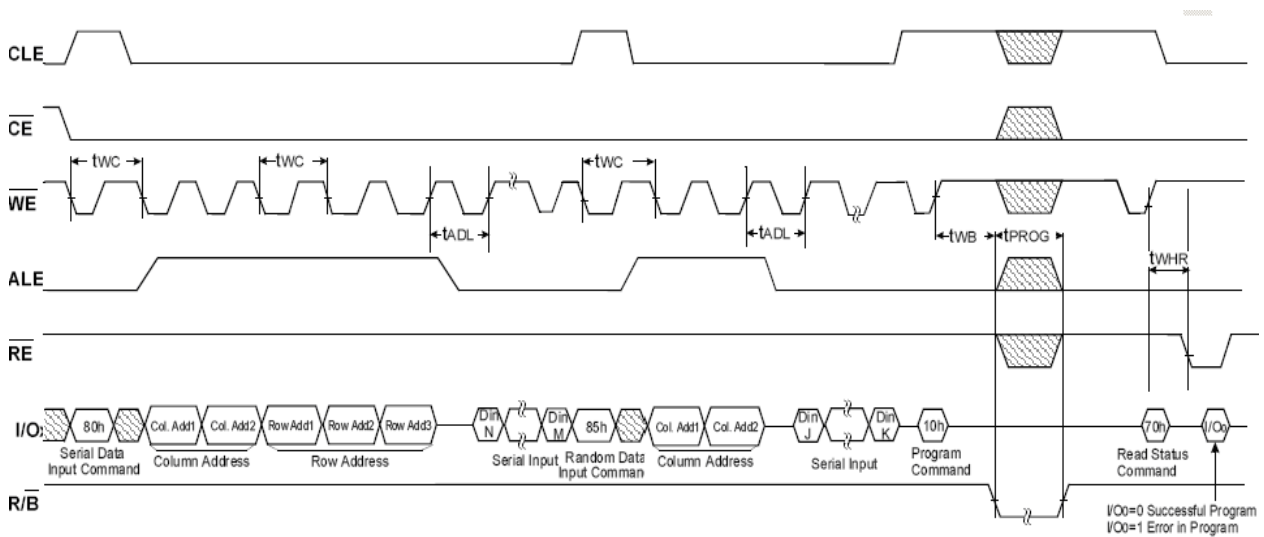 CLE
CE
tWC tWC tWC
WE
tADL tADL tWB tPROG
tWHR
ALE
RE
I/Ox 80h Col. Add1 Col. Add2 Row Add1 Row Add2 Row Add3 Din N Din M 85h Col. Add1 Col. Add2 Din J Din K 10h 70h I/O0
Serial Data Input Command
Column Address
Row Address
Serial Input
Random Data Input Command
Column Address
Serial Input
Program Command
Read Status Command
R/B
I/O0=0 Successful Program
I/O0=1 Error in Program